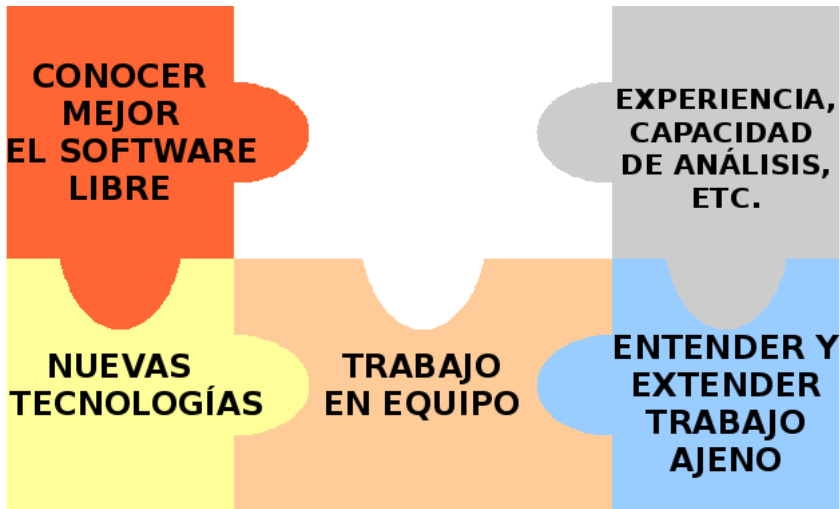 CONOCER
MEJOR
EL SOFTWARE
LIBRE
EXPERIENCIA,
CAPACIDAD
DE ANÁLISIS,
ETC.
NUEVAS
TECNOLOGÍAS
TRABAJO
EN EQUIPO
ENTENDER Y
EXTENDER
TRABAJO
AJENO